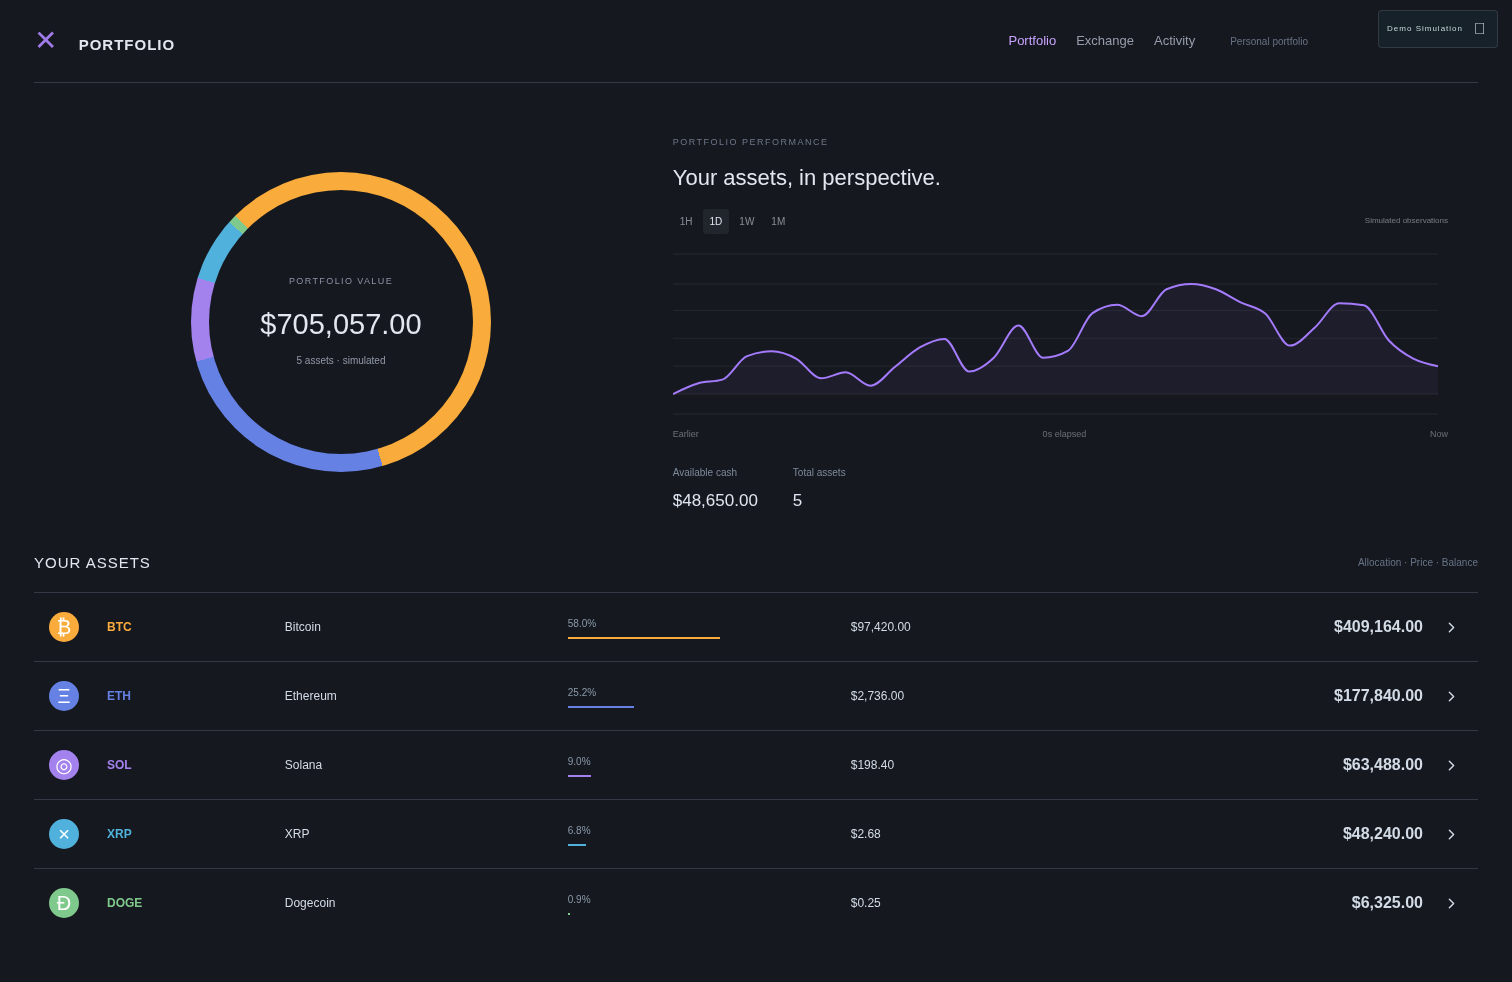 PORTFOLIO
Portfolio Exchange Activity Personal portfolio
Demo Simulation
PORTFOLIO VALUE
$705,057.00
5 assets · simulated
PORTFOLIO PERFORMANCE
Your assets, in perspective.
1H 1D 1W 1M
Simulated observations
Earlier 0s elapsed Now
Available cash Total assets
$48,650.00 5
YOUR ASSETS
Allocation · Price · Balance
BTC Bitcoin 58.0% $97,420.00 $409,164.00
ETH Ethereum 25.2% $2,736.00 $177,840.00
SOL Solana 9.0% $198.40 $63,488.00
XRP XRP 6.8% $2.68 $48,240.00
DOGE Dogecoin 0.9% $0.25 $6,325.00